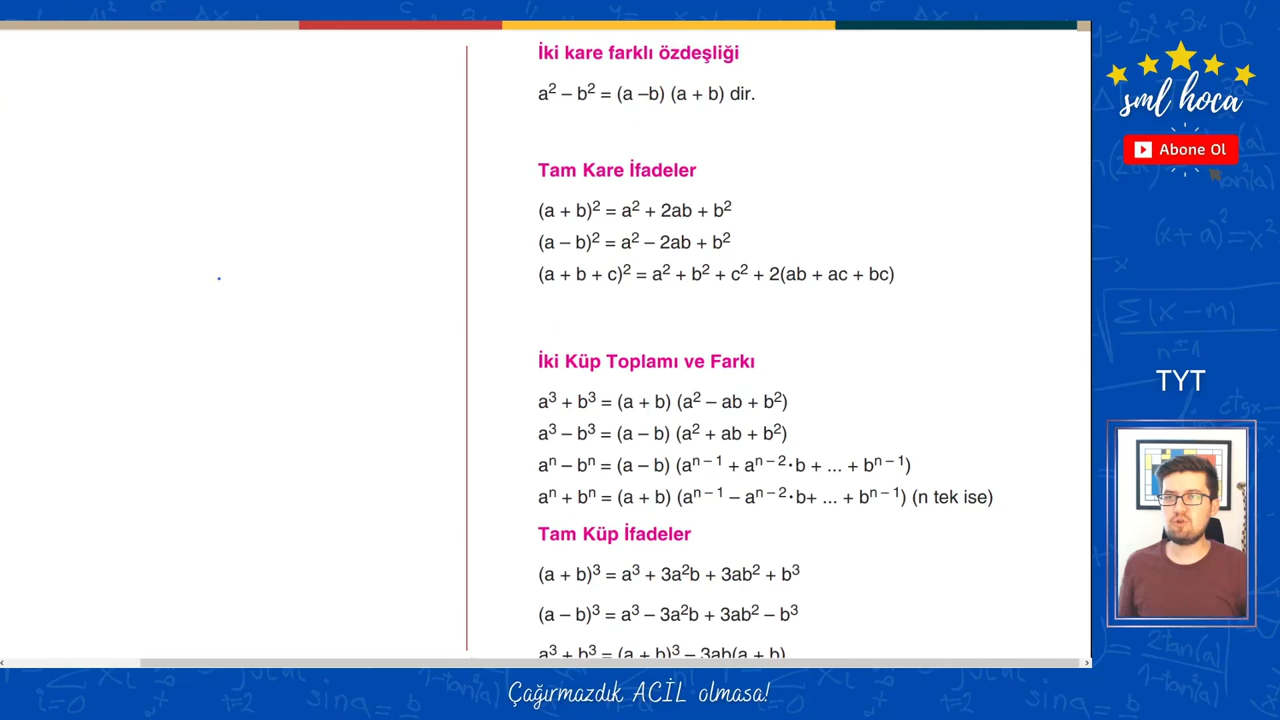 İki kare farklı özdeşliği
a² – b² = (a –b) (a + b) dir.
Tam Kare İfadeler
(a + b)² = a² + 2ab + b²
(a – b)² = a² – 2ab + b²
(a + b + c)² = a² + b² + c² + 2(ab + ac + bc)
İki Küp Toplamı ve Farkı
a³ + b³ = (a + b) (a² – ab + b²)
a³ – b³ = (a – b) (a² + ab + b²)
aⁿ – bⁿ = (a – b) (aⁿ⁻¹ + aⁿ⁻²·b + ... + bⁿ⁻¹)
aⁿ + bⁿ = (a + b) (aⁿ⁻¹ – aⁿ⁻²·b+ ... + bⁿ⁻¹) (n tek ise)
Tam Küp İfadeler
(a + b)³ = a³ + 3a²b + 3ab² + b³
(a – b)³ = a³ – 3a²b + 3ab² – b³
a³ + b³ = (a + b)³ – 3ab(a + b)
sml hoca
Abone Ol
TYT
Çağırmazdık ACİL olmasa!